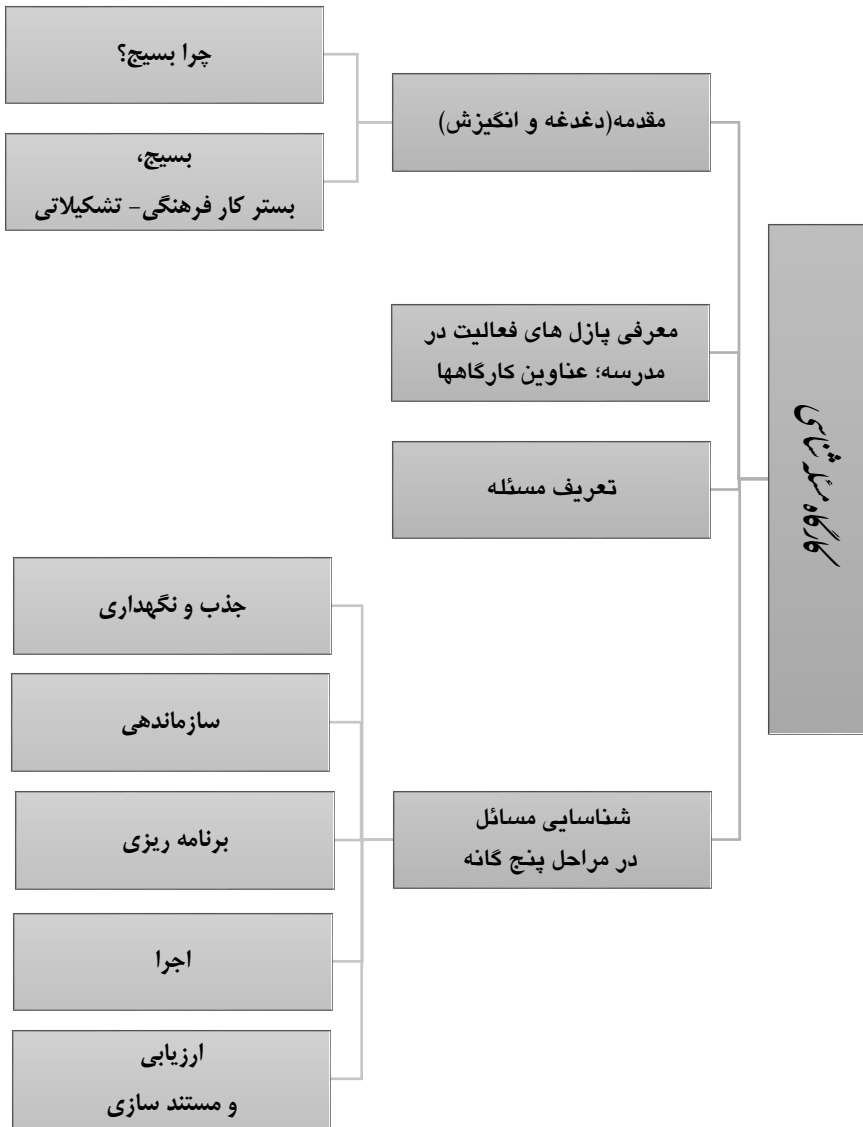 کارگاه مسئله شناسی
مقدمه(دغدغه و انگیزش)
چرا بسیج؟
بسیج،
بستر کار فرهنگی- تشکیلاتی
معرفی پازل های فعالیت در
مدرسه؛ عناوین کارگاهها
تعریف مسئله
شناسایی مسائل
در مراحل پنج گانه
جذب و نگهداری
سازماندهی
برنامه ریزی
اجرا
ارزیابی
و مستند سازی